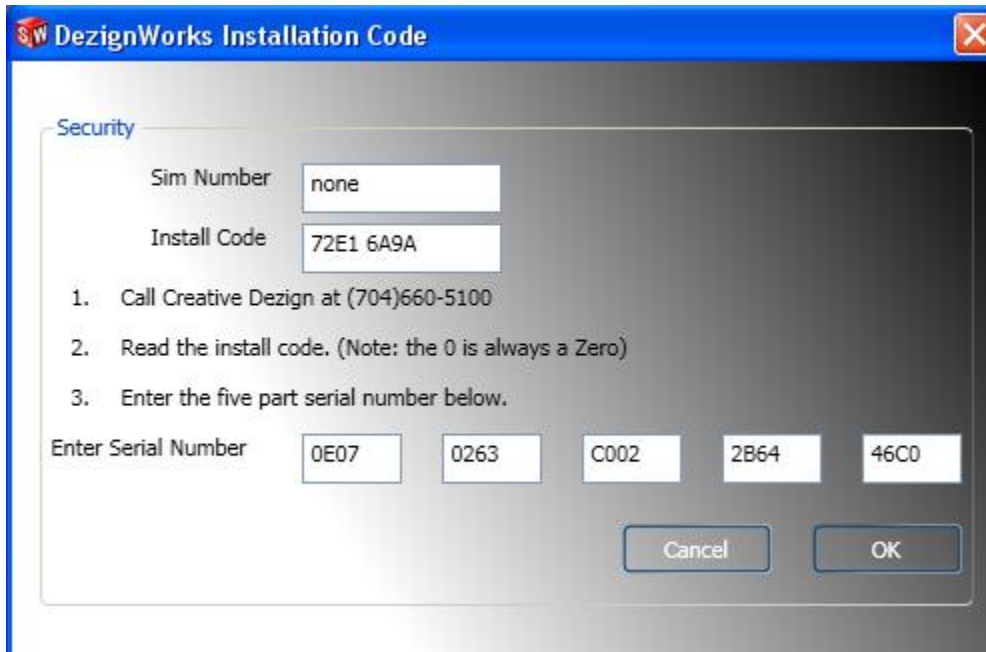 SW DezignWorks Installation Code
Security
Sim Number none
Install Code 72E1 6A9A
1. Call Creative Dezign at (704)660-5100
2. Read the install code. (Note: the 0 is always a Zero)
3. Enter the five part serial number below.
Enter Serial Number 0E07 0263 C002 2B64 46C0
Cancel OK